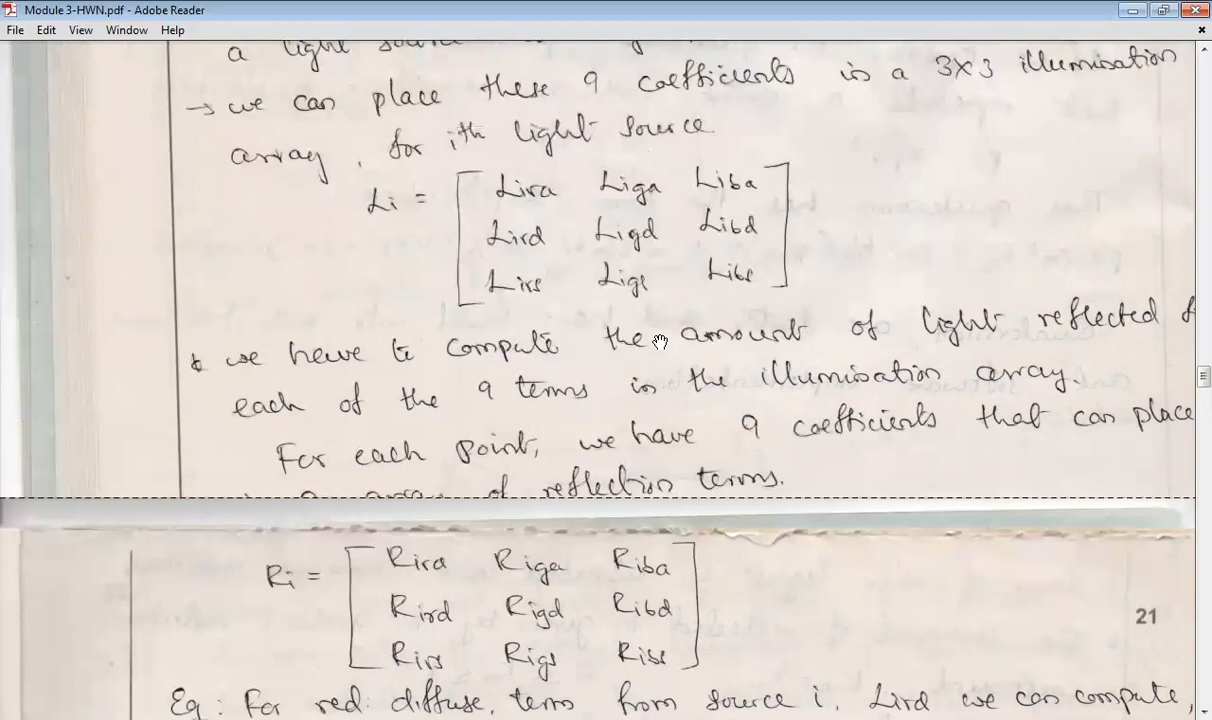 Module 3-HWN.pdf - Adobe Reader
File Edit View Window Help
a light
→ we can place these 9 coefficients in a 3x3 illumination
array, for ith light source.
Li = [ Lira Liga Liba
Lird Ligd Libd
Lirs Ligs Libs ]
* we have to compute the amount of light reflected f
each of the 9 terms in the illumination array.
For each point, we have 9 coefficients that can place
of reflection terms.
Ri = [ Rira Riga Riba
Rird Rigd Ribd
Rirs Rigs Ribs ]
21
Eg: For red diffuse term from source i, Lird we can compute,